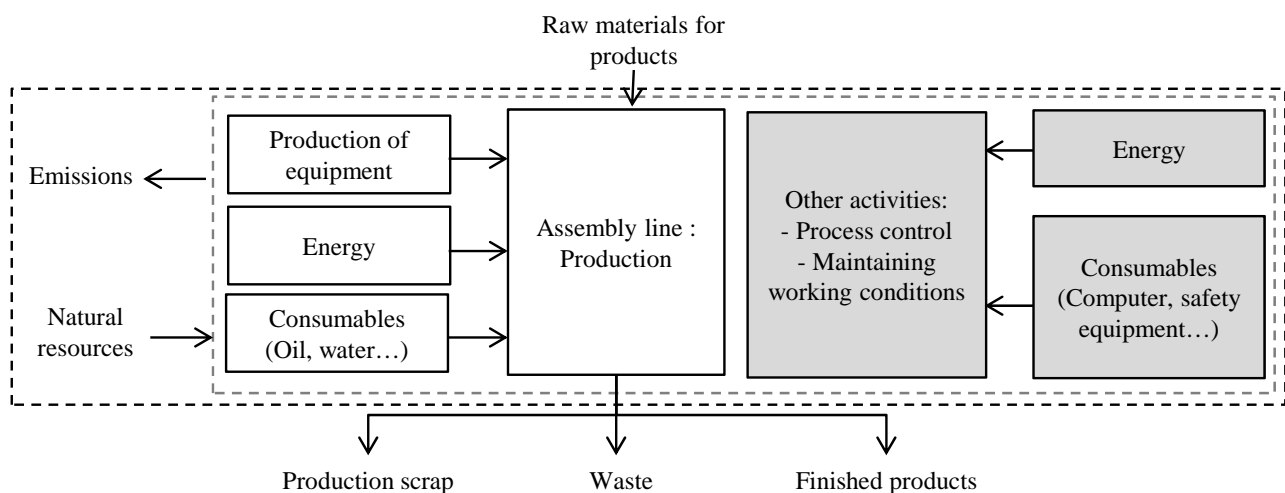 Raw materials for
products
Production of
equipment
Emissions
Energy
Natural
resources
Consumables
(Oil, water…)
Assembly line :
Production
Other activities:
- Process control
- Maintaining
working conditions
Energy
Consumables
(Computer, safety
equipment…)
Production scrap
Waste
Finished products